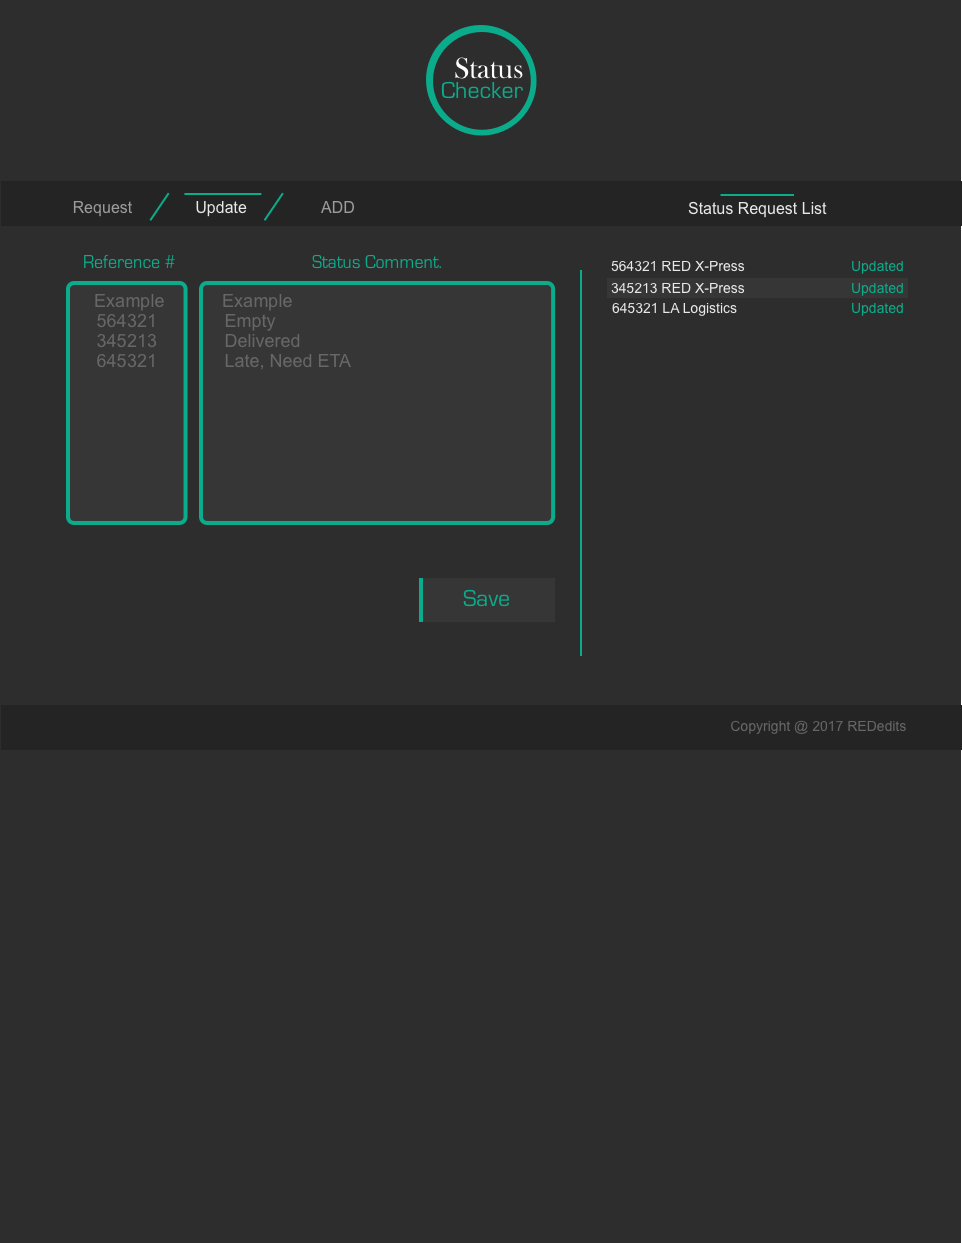 Status
Checker
Request
Update
ADD
Status Request List
Reference #
Status Comment.
Example
564321
345213
645321
Example
Empty
Delivered
Late, Need ETA
Save
564321 RED X-Press Updated
345213 RED X-Press Updated
645321 LA Logistics Updated
Copyright @ 2017 REDedits